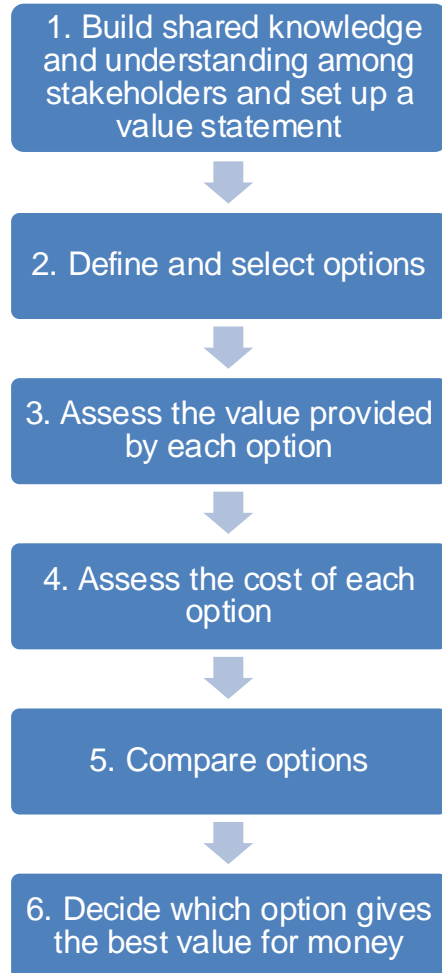 1. Build shared knowledge
and understanding among
stakeholders and set up a
value statement
2. Define and select options
3. Assess the value provided
by each option
4. Assess the cost of each
option
5. Compare options
6. Decide which option gives
the best value for money